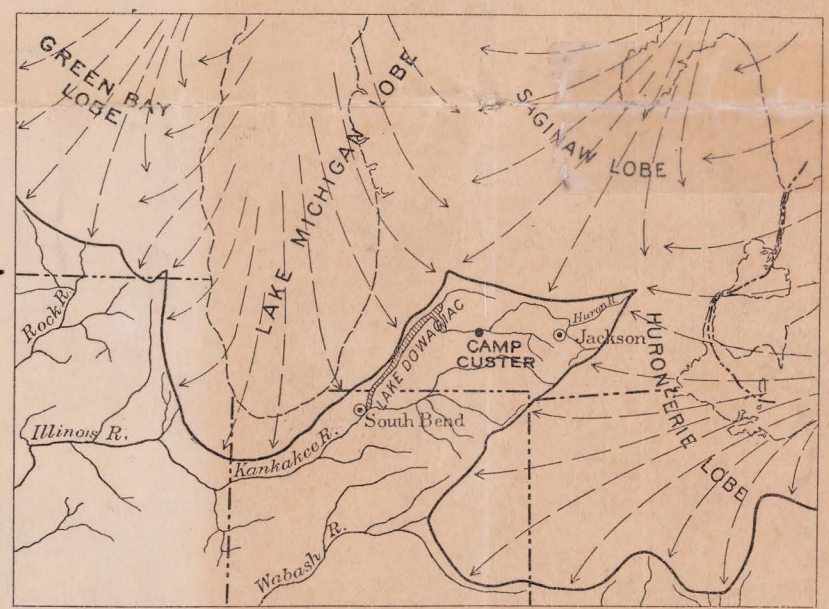 GREEN BAY
LOBE
LAKE MICHIGAN LOBE
SAGINAW
LOBE
Rock R.
Huron R.
LAKE DOWAGIAC
CAMP
CUSTER
Jackson
HURON-ERIE LOBE
South Bend
Illinois R.
Kankakee R.
Wabash R.